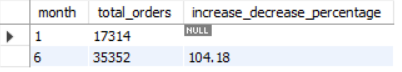 month total_orders increase_decrease_percentage
1 17314 NULL
6 35352 104.18